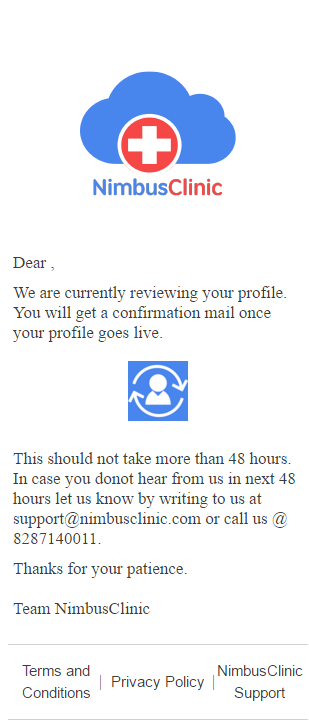 NimbusClinic
Dear ,
We are currently reviewing your profile.
You will get a confirmation mail once
your profile goes live.
This should not take more than 48 hours.
In case you donot hear from us in next 48
hours let us know by writing to us at
support@nimbusclinic.com or call us @
8287140011.
Thanks for your patience.
Team NimbusClinic
Terms and
Conditions
| Privacy Policy |
NimbusClinic
Support